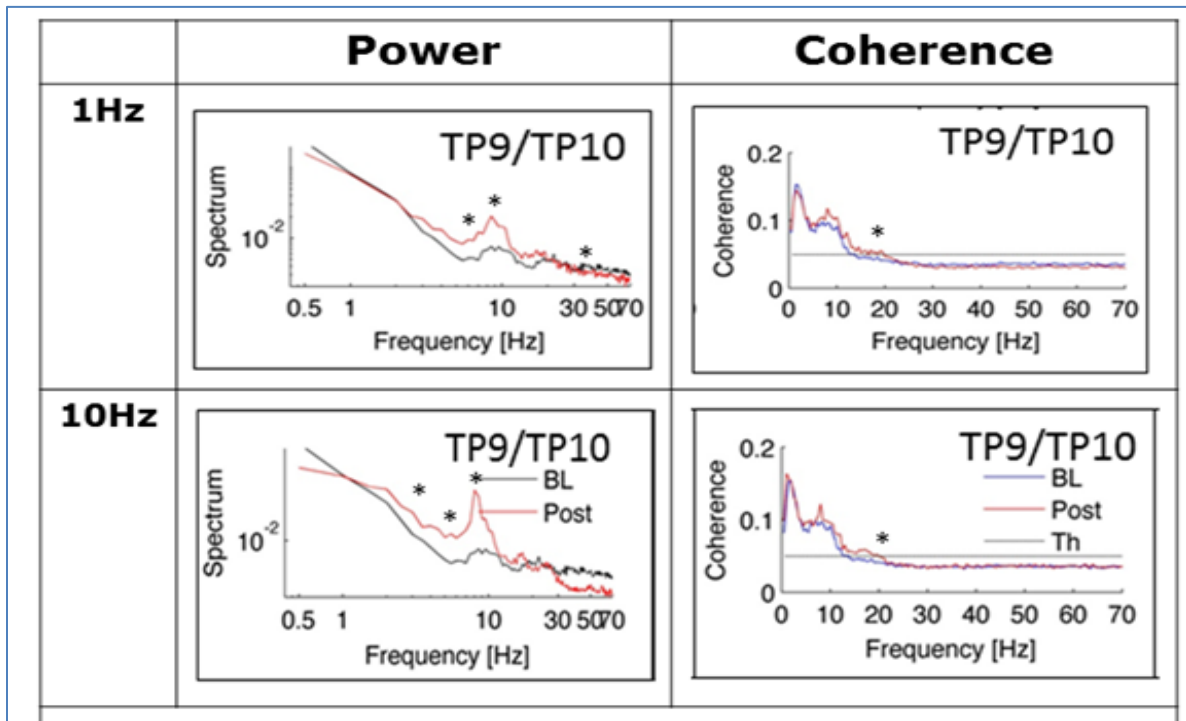 Power Coherence
1Hz
TP9/TP10
Spectrum
10-2
* * *
0.5 1 10 30 50 70
Frequency [Hz]
TP9/TP10
Coherence
0.2
0.1
0
*
0 10 20 30 40 50 60 70
Frequency [Hz]
10Hz
TP9/TP10
BL
Post
Spectrum
10-2
* * *
0.5 1 10 30 50 70
Frequency [Hz]
TP9/TP10
BL
Post
Th
Coherence
0.2
0.1
0
*
0 10 20 30 40 50 60 70
Frequency [Hz]